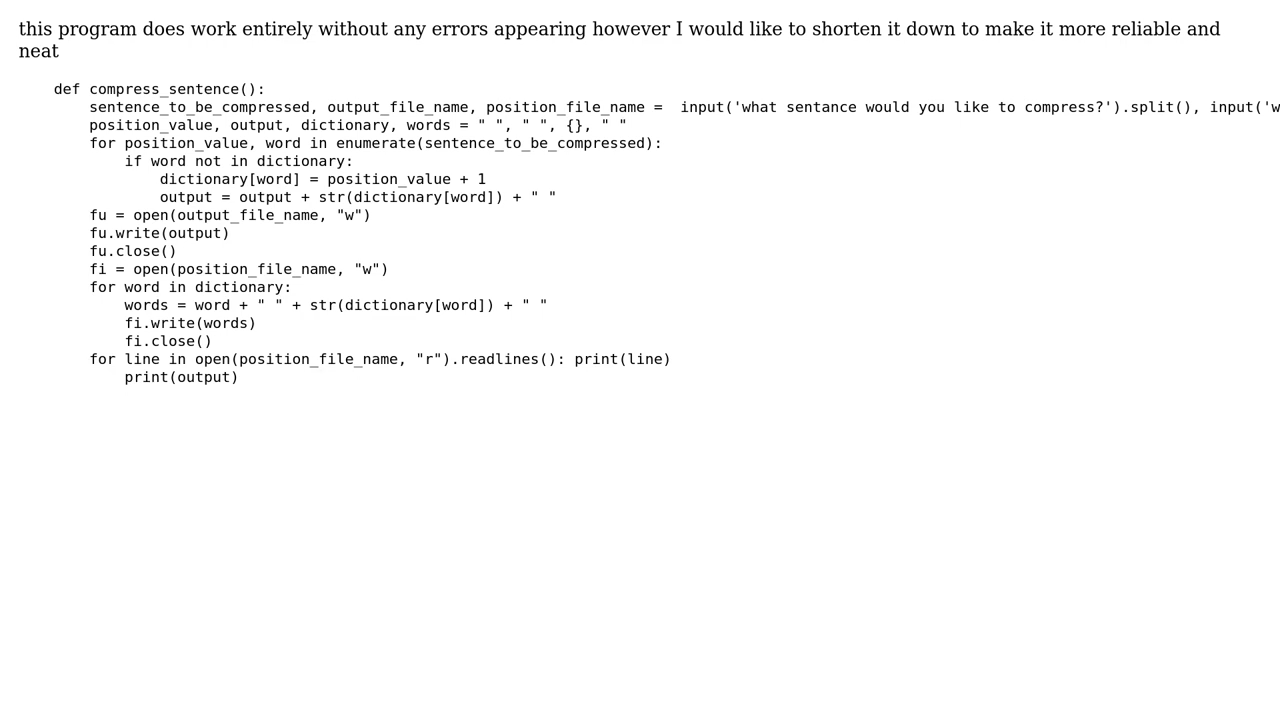 this program does work entirely without any errors appearing however I would like to shorten it down to make it more reliable and
neat
def compress_sentence():
sentence_to_be_compressed, output_file_name, position_file_name =  input('what sentance would you like to compress?').split(), input('w
position_value, output, dictionary, words = " ", " ", {}, " "
for position_value, word in enumerate(sentence_to_be_compressed):
if word not in dictionary:
dictionary[word] = position_value + 1
output = output + str(dictionary[word]) + " "
fu = open(output_file_name, "w")
fu.write(output)
fu.close()
fi = open(position_file_name, "w")
for word in dictionary:
words = word + " " + str(dictionary[word]) + " "
fi.write(words)
fi.close()
for line in open(position_file_name, "r").readlines(): print(line)
print(output)